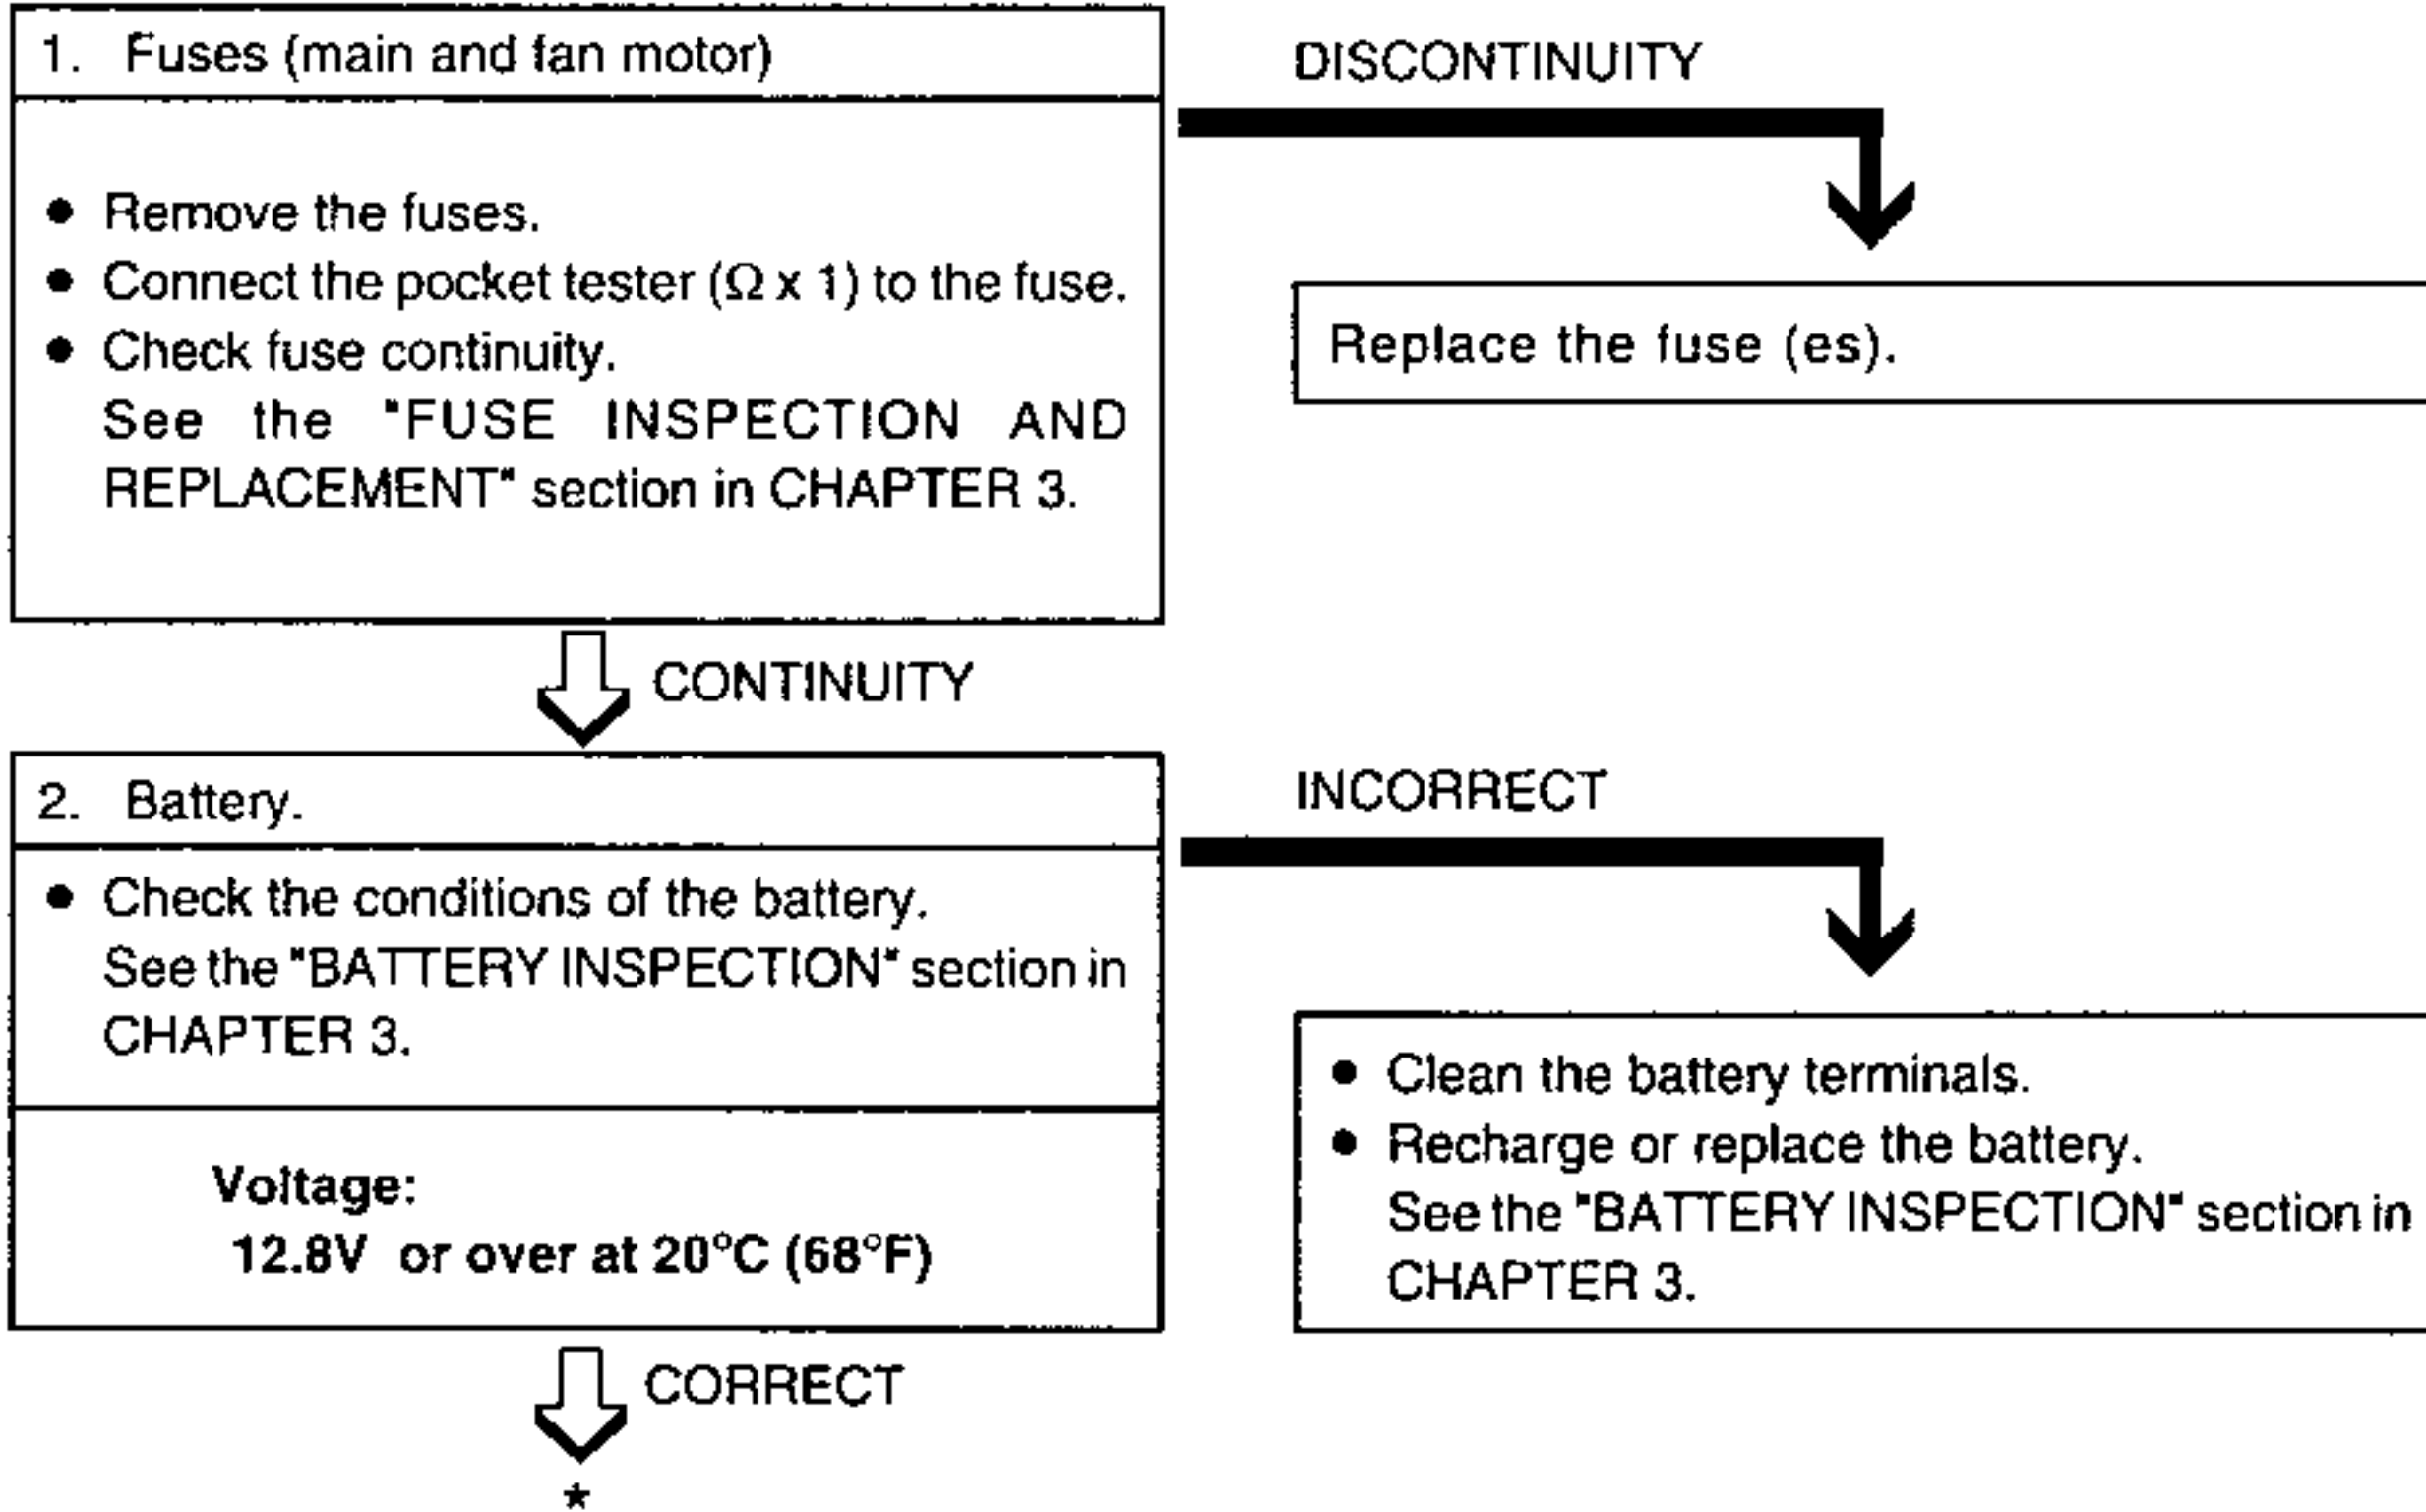 1. Fuses (main and fan motor)
DISCONTINUITY
● Remove the fuses.
● Connect the pocket tester (Ω x 1) to the fuse.
● Check fuse continuity.
See the "FUSE INSPECTION AND
REPLACEMENT" section in CHAPTER 3.
Replace the fuse (es).
CONTINUITY
2. Battery.
INCORRECT
● Check the conditions of the battery.
See the "BATTERY INSPECTION" section in
CHAPTER 3.
Voltage:
12.8V or over at 20°C (68°F)
● Clean the battery terminals.
● Recharge or replace the battery.
See the "BATTERY INSPECTION" section in
CHAPTER 3.
CORRECT
*